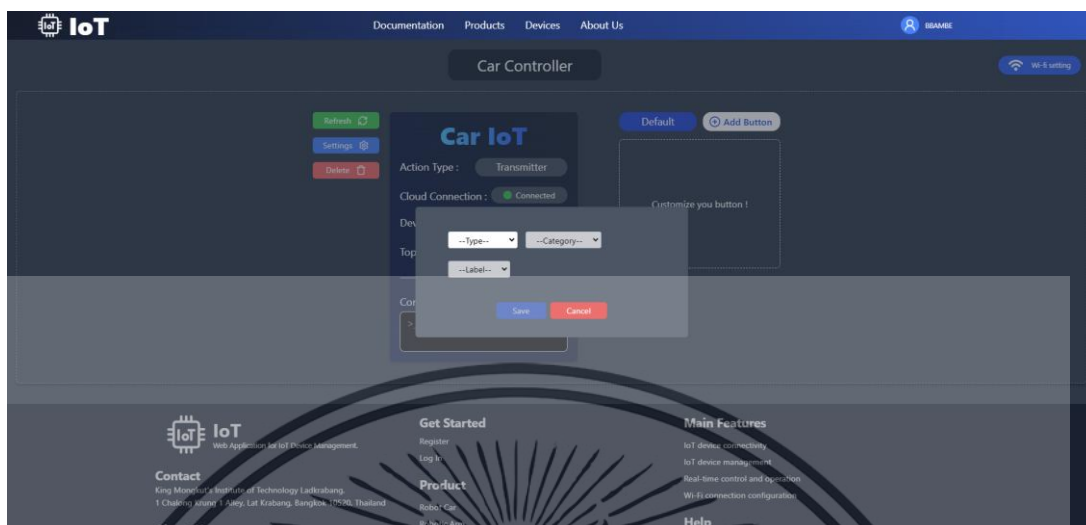 IoT
Documentation Products Devices About Us
BBAMBE
Car Controller
Wi-fi setting
Refresh
Settings
Delete
Car IoT
Action Type : Transmitter
Cloud Connection : Connected
Default
Add Button
Customize you button !
--Type--
--Category--
--Label--
Save
Cancel
>
IoT
Web Application for IoT Device Management.
Contact
King Mongkut's Institute of Technology Ladkrabang.
1 Chalong Krung 1 Alley, Lat Krabang, Bangkok 10520, Thailand
Get Started
Register
Log In
Product
Robot Car
Main Features
IoT device connectivity
IoT device management
Real-time control and operation
Wi-Fi connection configuration
Help